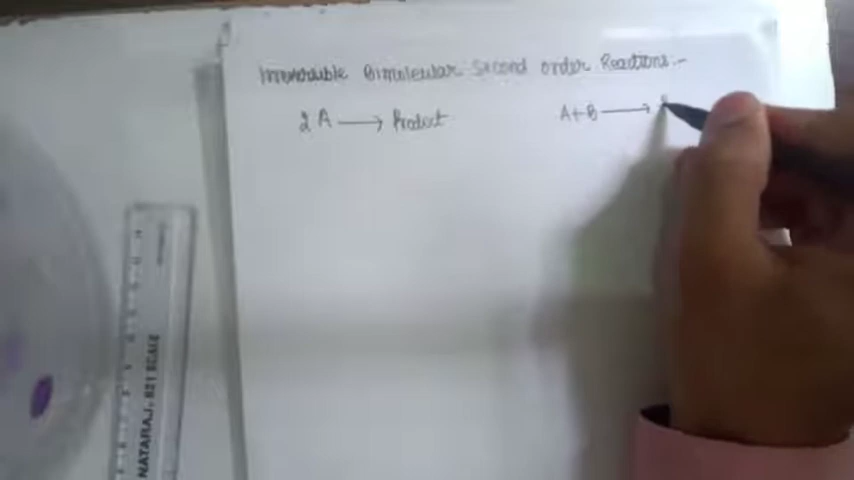 Irreversible Bimolecular Second order Reactions:-
2A ⟶ Product
A+B ⟶
NATARAJ. 621 SCALE